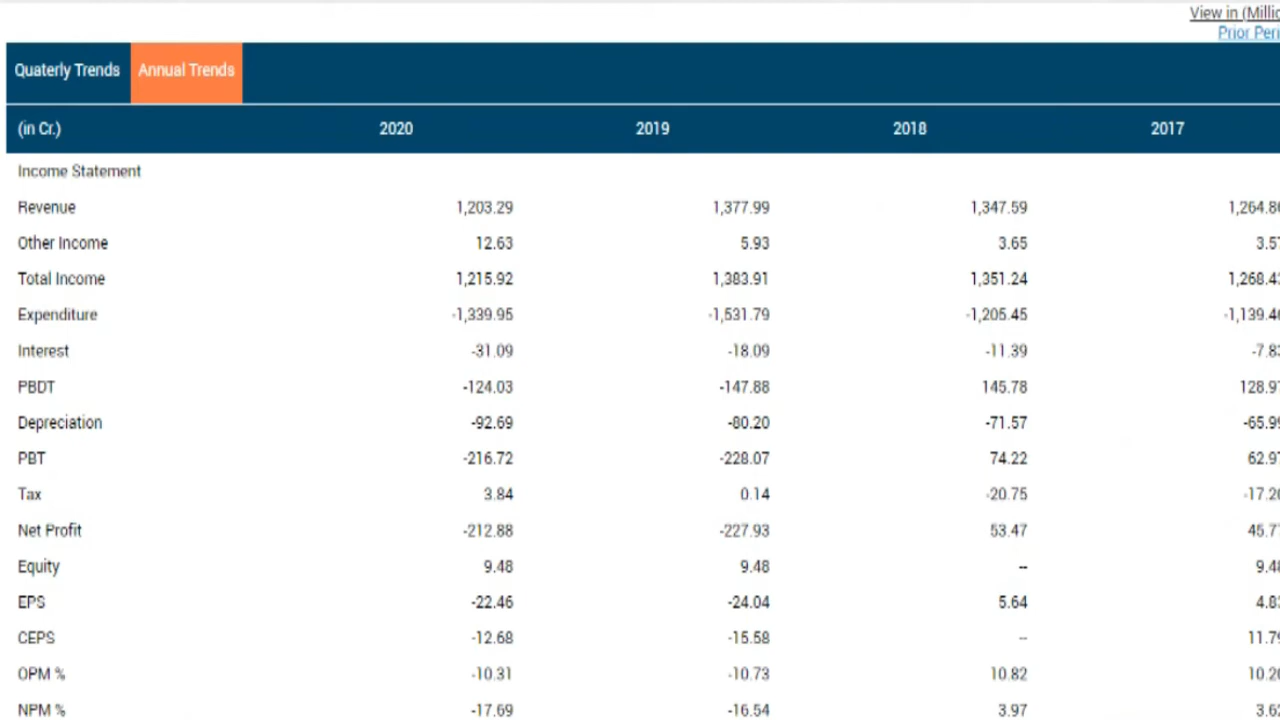 View in (Millio
Prior Peri
Quaterly Trends Annual Trends
(in Cr.) 2020 2019 2018 2017
Income Statement
Revenue 1,203.29 1,377.99 1,347.59 1,264.86
Other Income 12.63 5.93 3.65 3.57
Total Income 1,215.92 1,383.91 1,351.24 1,268.43
Expenditure -1,339.95 -1,531.79 -1,205.45 -1,139.46
Interest -31.09 -18.09 -11.39 -7.83
PBDT -124.03 -147.88 145.78 128.97
Depreciation -92.69 -80.20 -71.57 -65.99
PBT -216.72 -228.07 74.22 62.97
Tax 3.84 0.14 -20.75 -17.20
Net Profit -212.88 -227.93 53.47 45.77
Equity 9.48 9.48 -- 9.48
EPS -22.46 -24.04 5.64 4.83
CEPS -12.68 -15.58 -- 11.79
OPM % -10.31 -10.73 10.82 10.20
NPM % -17.69 -16.54 3.97 3.62